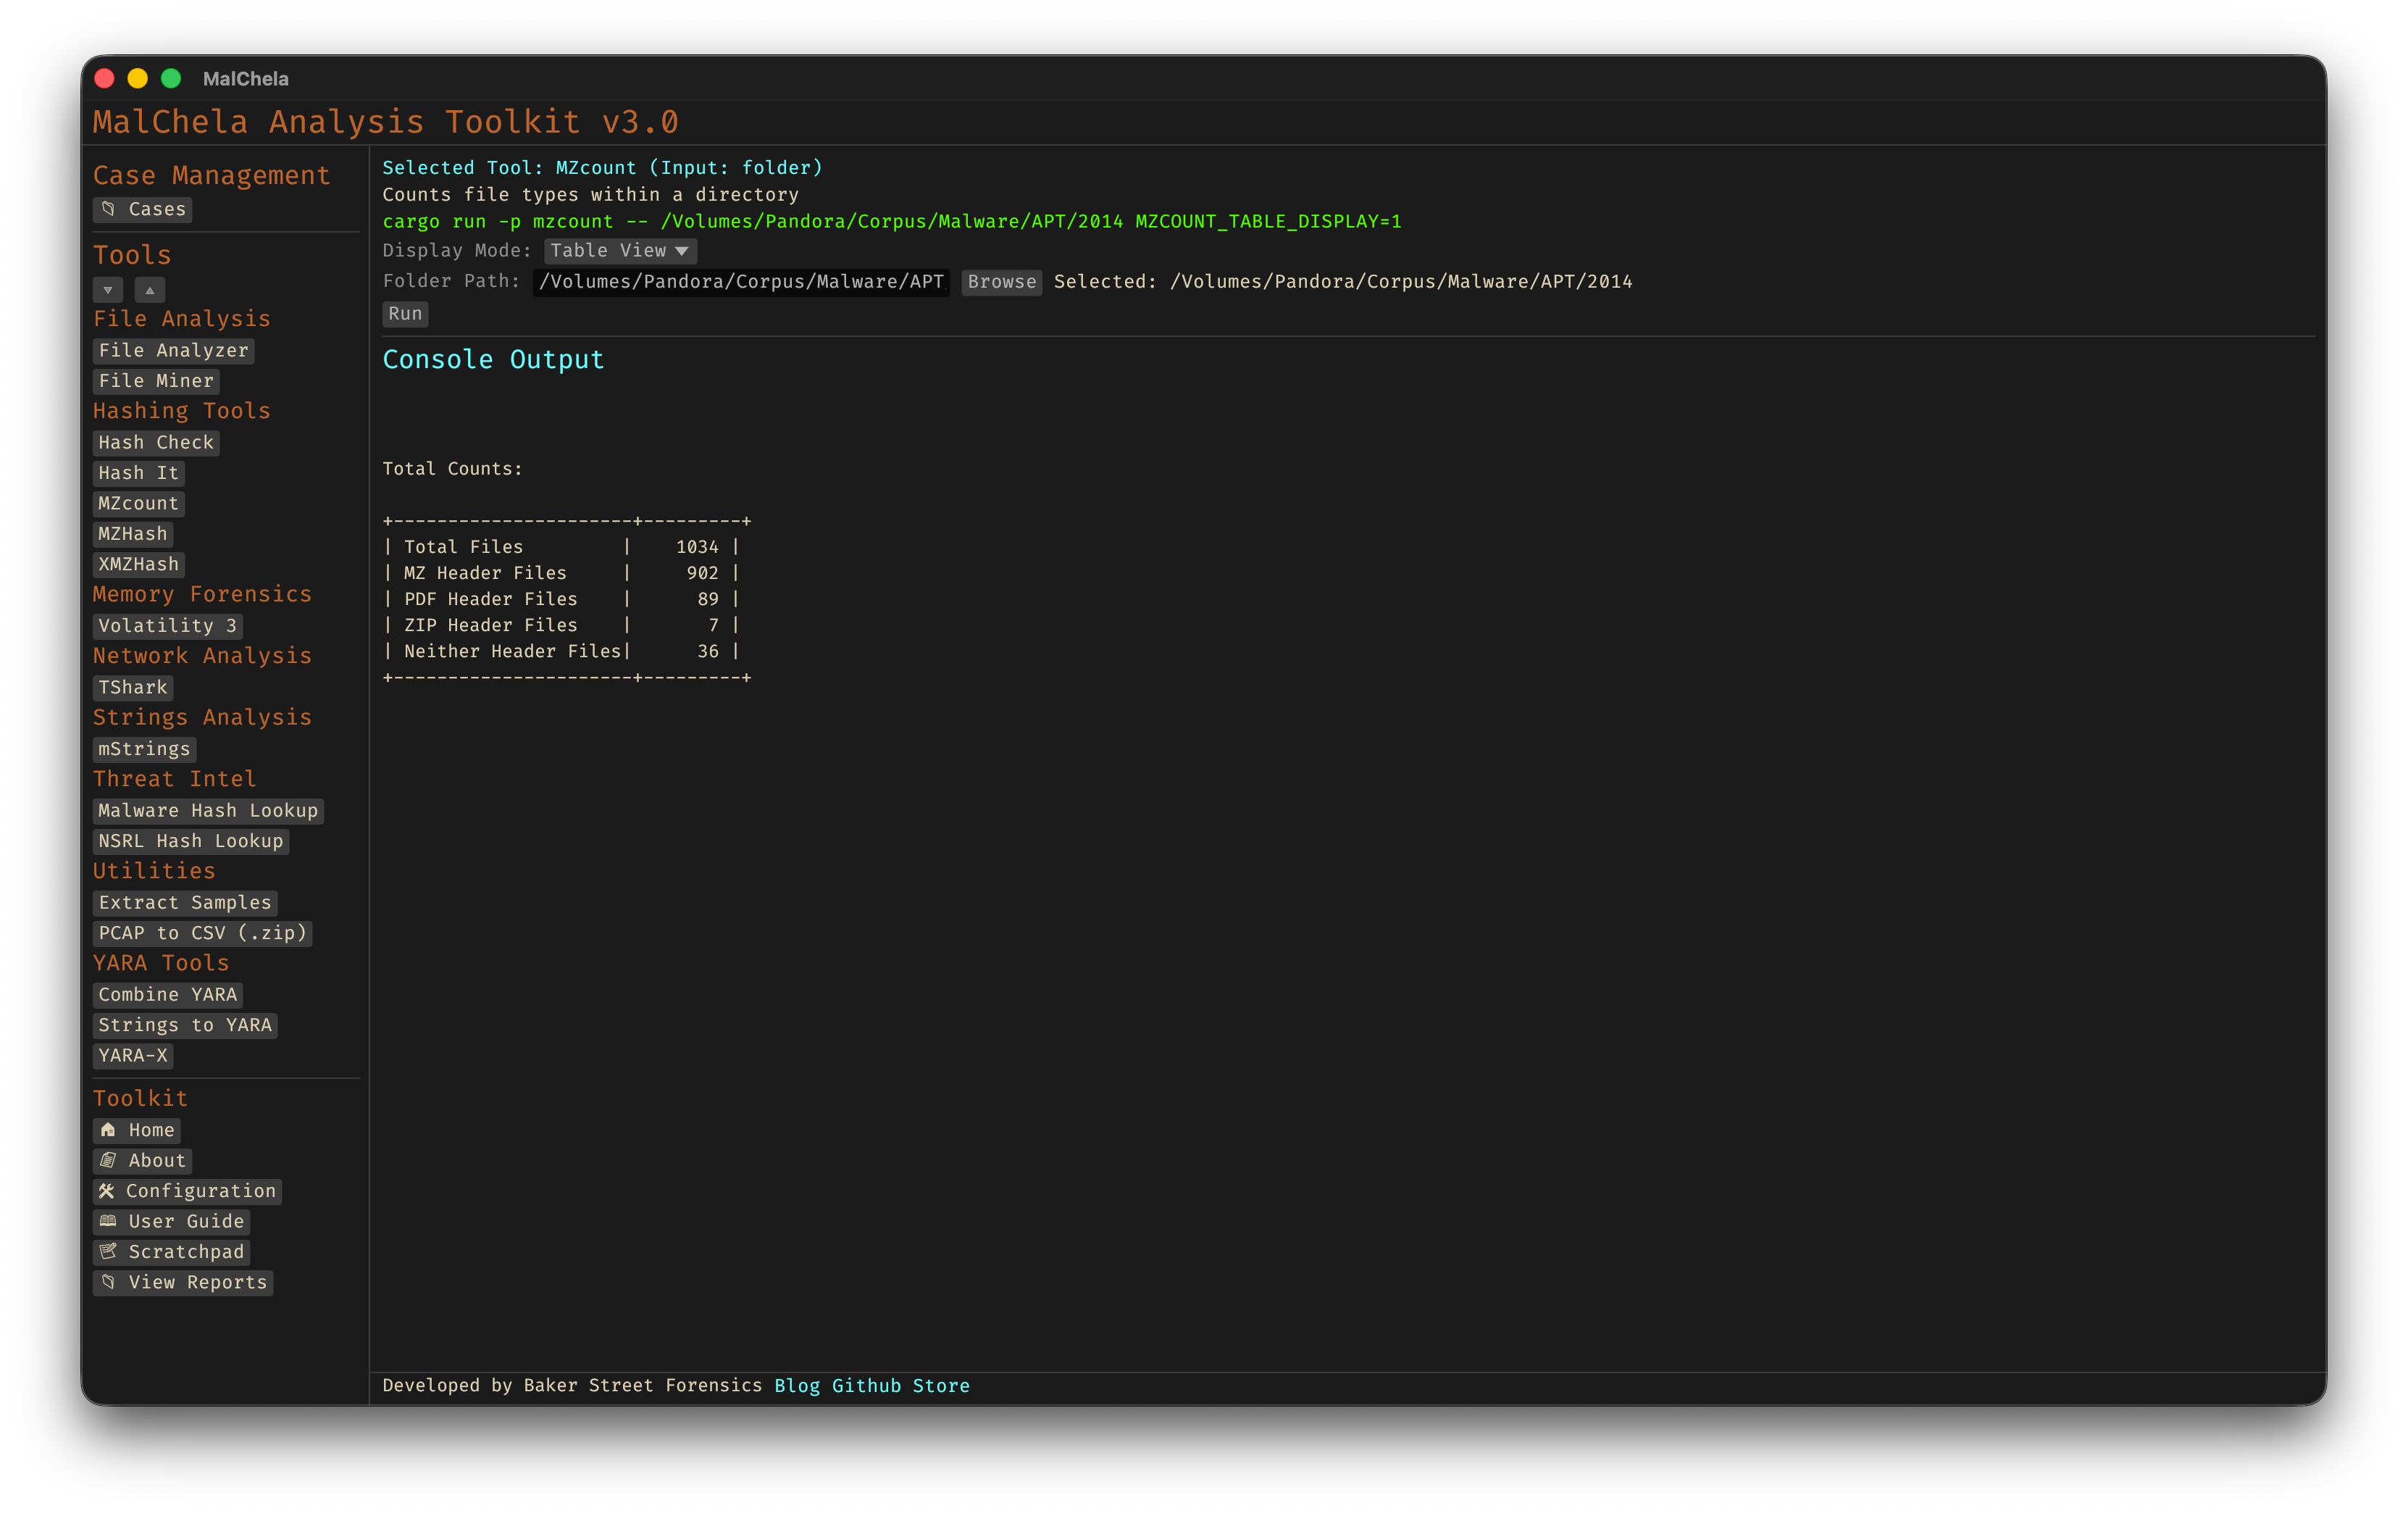 MalChela
MalChela Analysis Toolkit v3.0
Case Management
Cases
Tools
File Analysis
File Analyzer
File Miner
Hashing Tools
Hash Check
Hash It
MZcount
MZHash
XMZHash
Memory Forensics
Volatility 3
Network Analysis
TShark
Strings Analysis
mStrings
Threat Intel
Malware Hash Lookup
NSRL Hash Lookup
Utilities
Extract Samples
PCAP to CSV (.zip)
YARA Tools
Combine YARA
Strings to YARA
YARA-X
Toolkit
Home
About
Configuration
User Guide
Scratchpad
View Reports
Selected Tool: MZcount (Input: folder)
Counts file types within a directory
cargo run -p mzcount -- /Volumes/Pandora/Corpus/Malware/APT/2014 MZCOUNT_TABLE_DISPLAY=1
Display Mode: Table View
Folder Path: /Volumes/Pandora/Corpus/Malware/APT Browse Selected: /Volumes/Pandora/Corpus/Malware/APT/2014
Run
Console Output
Total Counts:
+----------------------+---------+
| Total Files | 1034 |
| MZ Header Files | 902 |
| PDF Header Files | 89 |
| ZIP Header Files | 7 |
| Neither Header Files| 36 |
+----------------------+---------+
Developed by Baker Street Forensics Blog Github Store